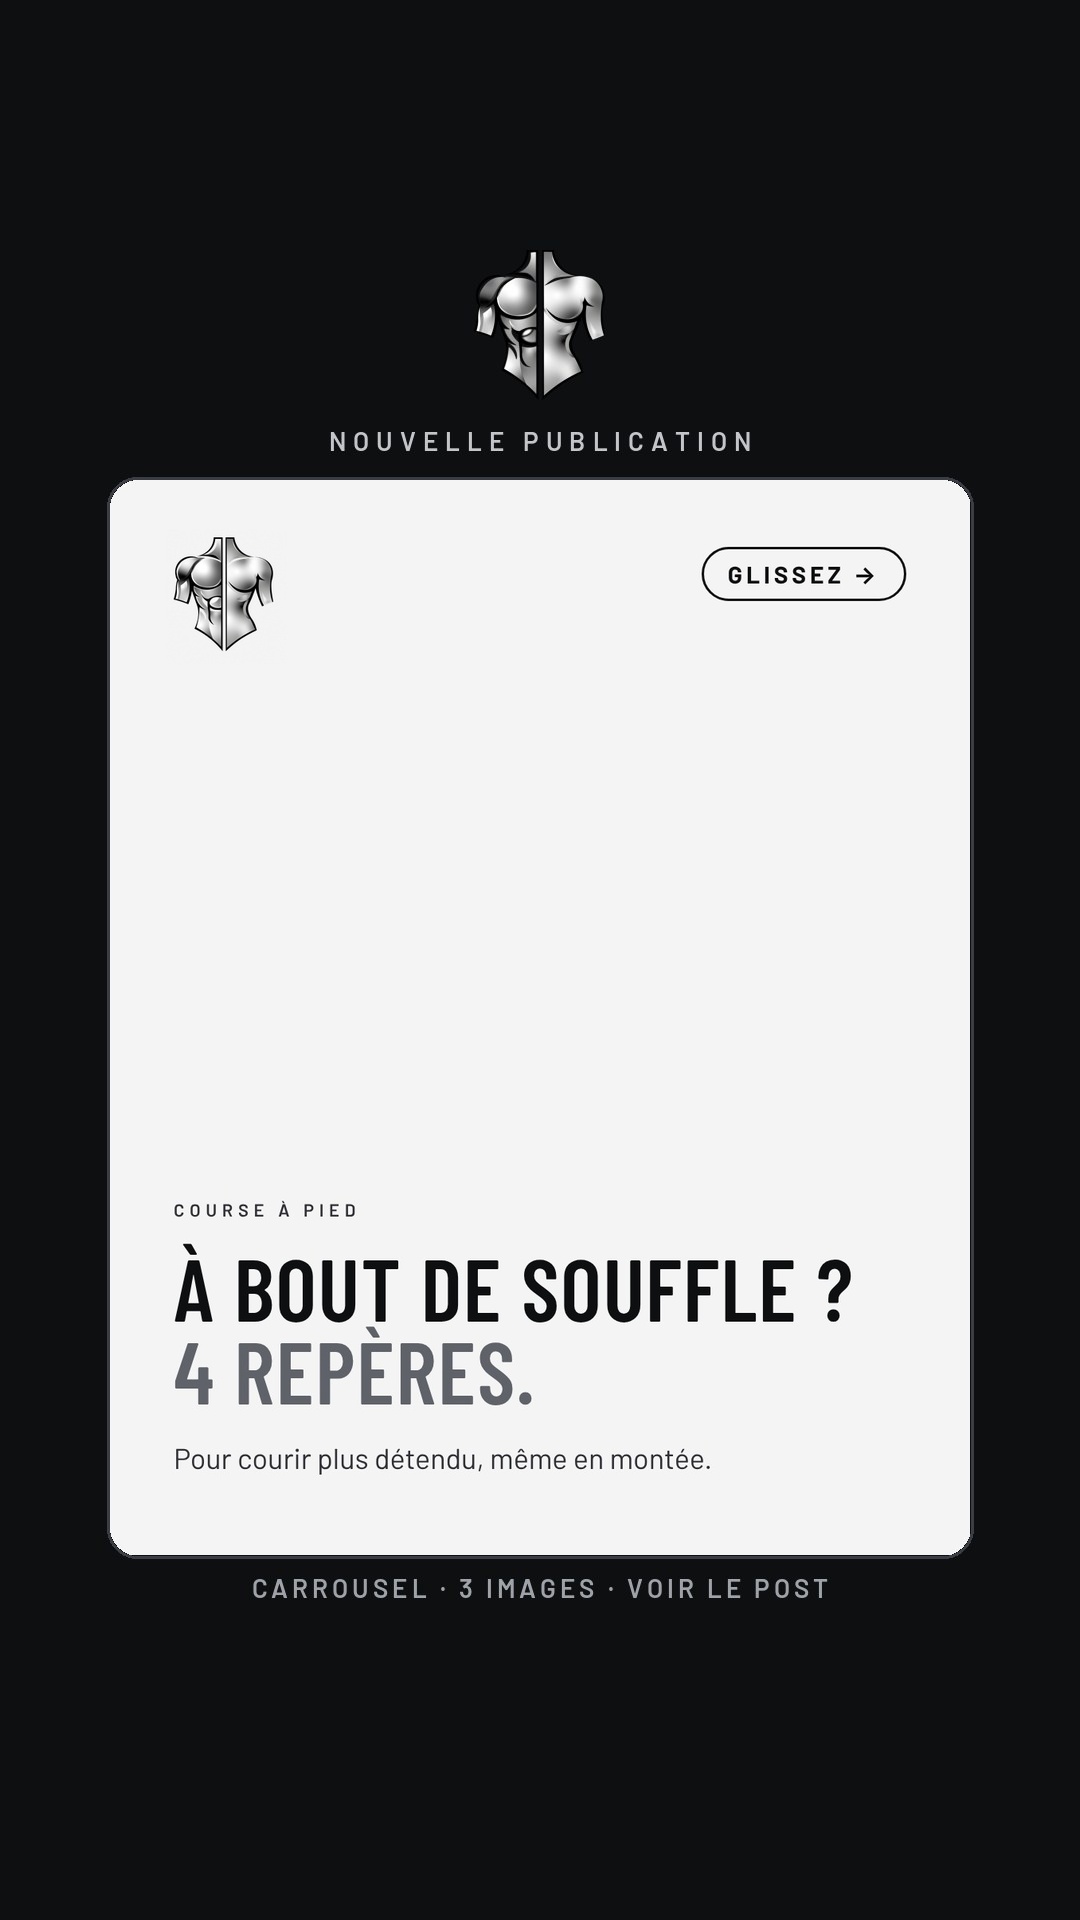 NOUVELLE PUBLICATION
GLISSEZ →
COURSE À PIED
À BOUT DE SOUFFLE ?
4 REPÈRES.
Pour courir plus détendu, même en montée.
CARROUSEL · 3 IMAGES · VOIR LE POST